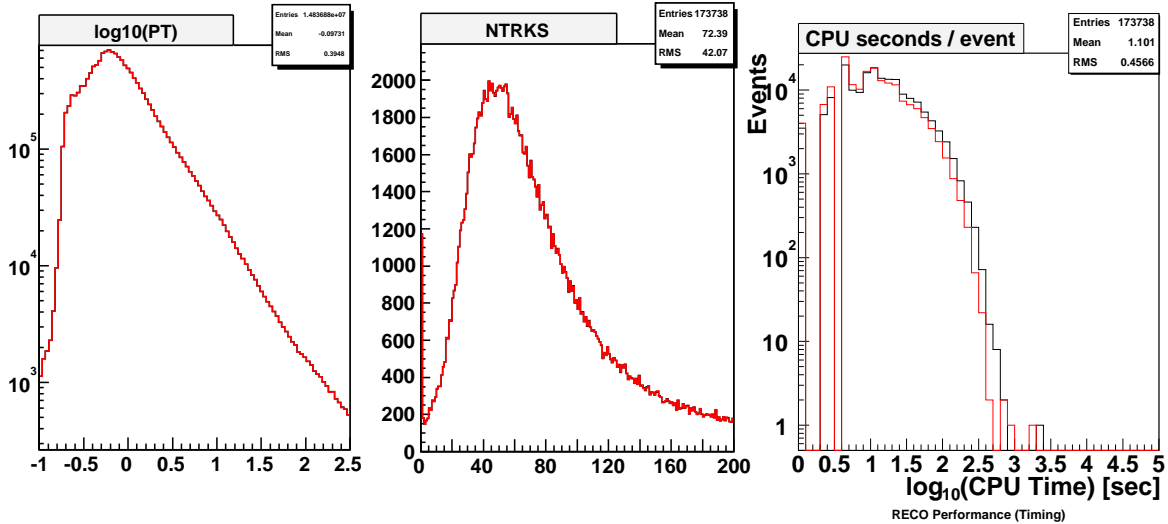 log10(PT)
Entries 1.483688e+07
Mean -0.09731
RMS 0.3948
10^5
10^4
10^3
-1 -0.5 0 0.5 1 1.5 2 2.5
NTRKS
Entries 173738
Mean 72.39
RMS 42.07
2000
1800
1600
1400
1200
1000
800
600
400
200
0
0 40 80 120 160 200
CPU seconds / event
Entries 173738
Mean 1.101
RMS 0.4566
Events
10^4
10^3
10^2
10
1
0 0.5 1 1.5 2 2.5 3 3.5 4 4.5 5
log₁₀(CPU Time) [sec]
RECO Performance (Timing)